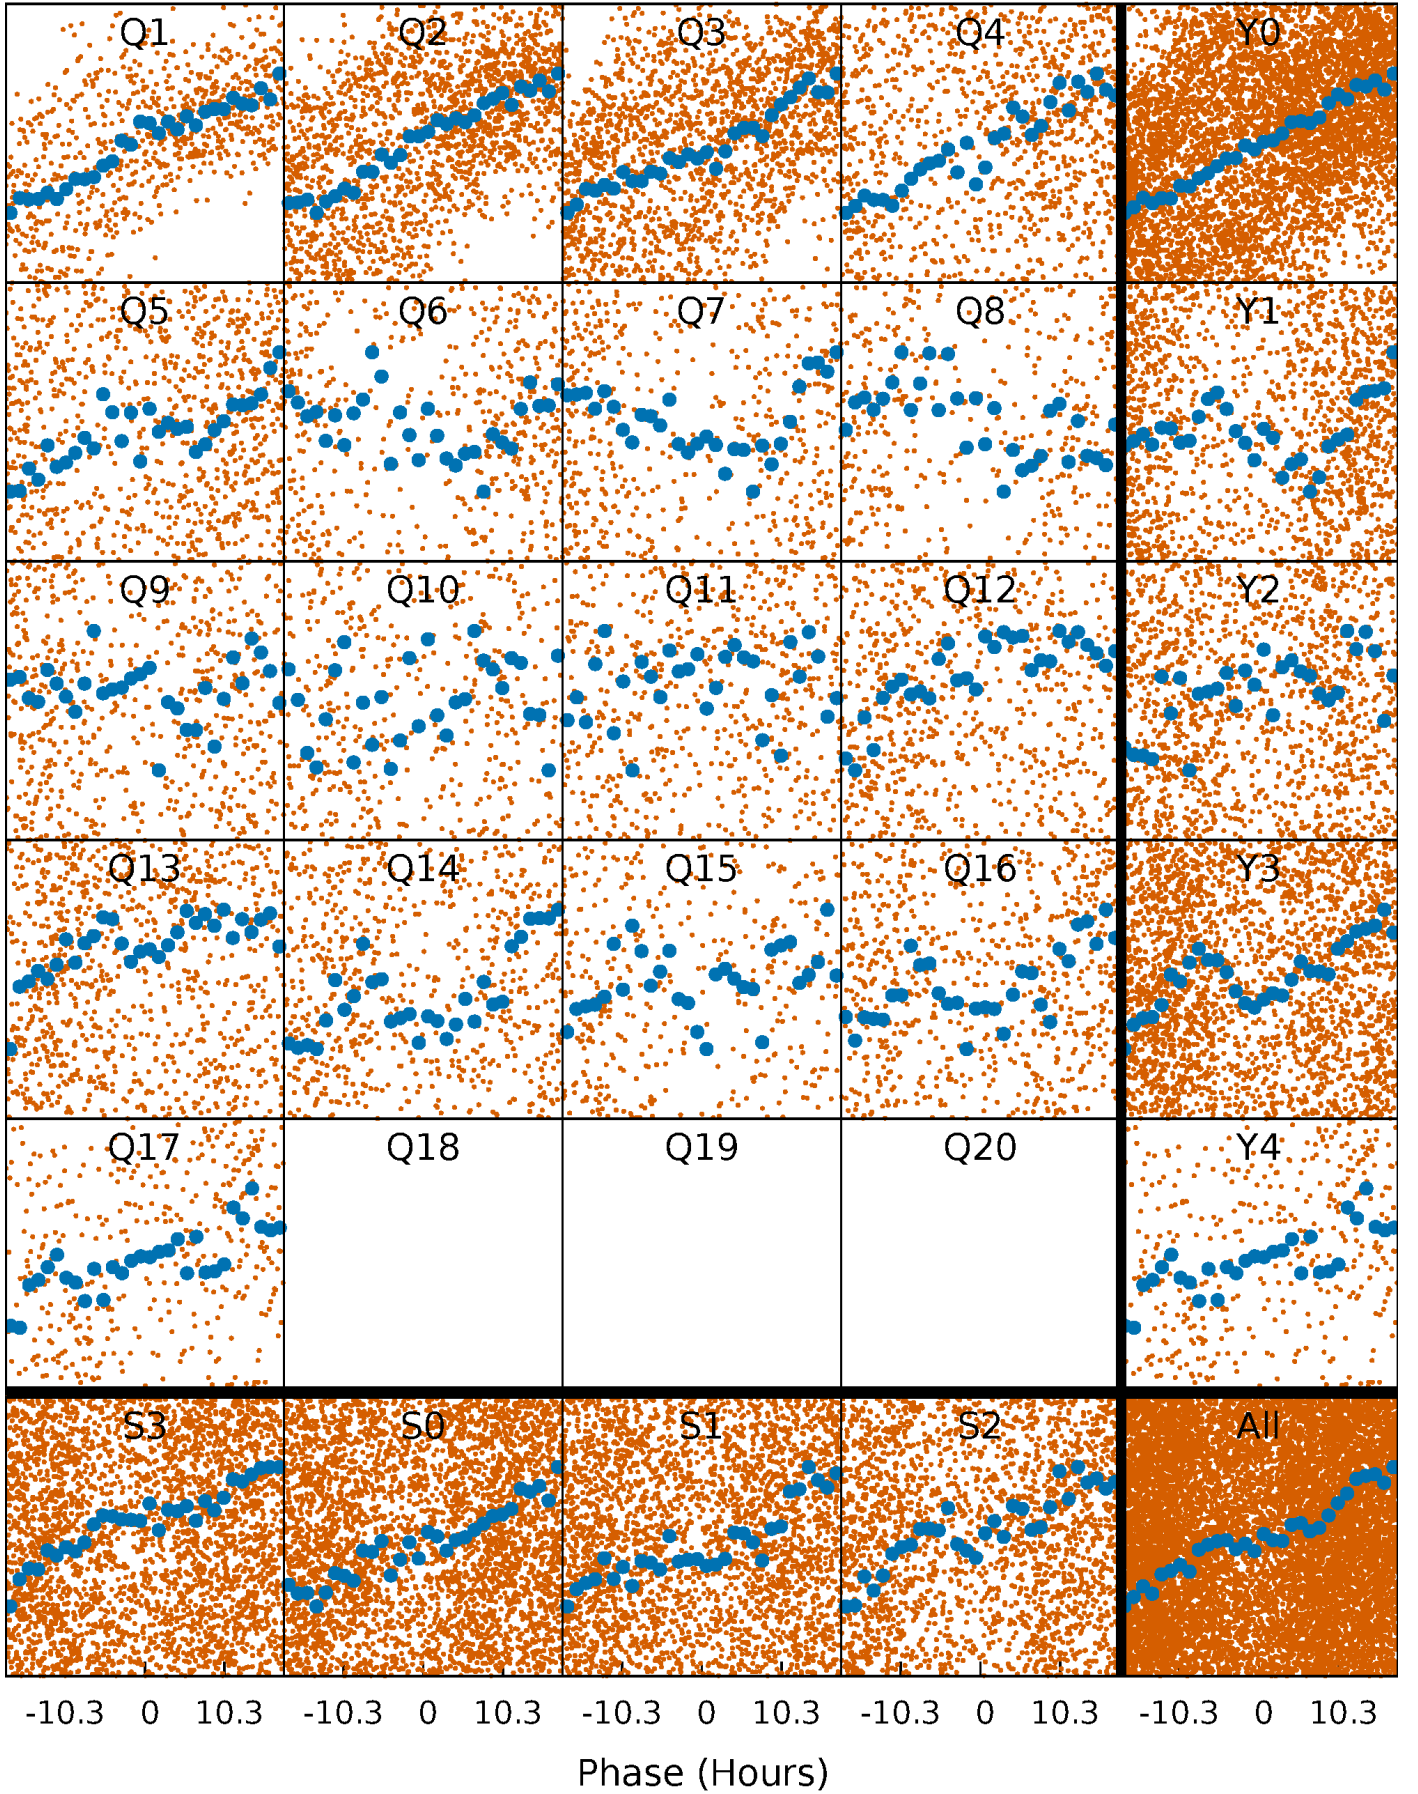 Q1 Q2 Q3 Q4 Y0
Q5 Q6 Q7 Q8 Y1
Q9 Q10 Q11 Q12 Y2
Q13 Q14 Q15 Q16 Y3
Q17 Q18 Q19 Q20 Y4
S3 S0 S1 S2 All
-10.3 0 10.3 -10.3 0 10.3 -10.3 0 10.3 -10.3 0 10.3 -10.3 0 10.3
Phase (Hours)